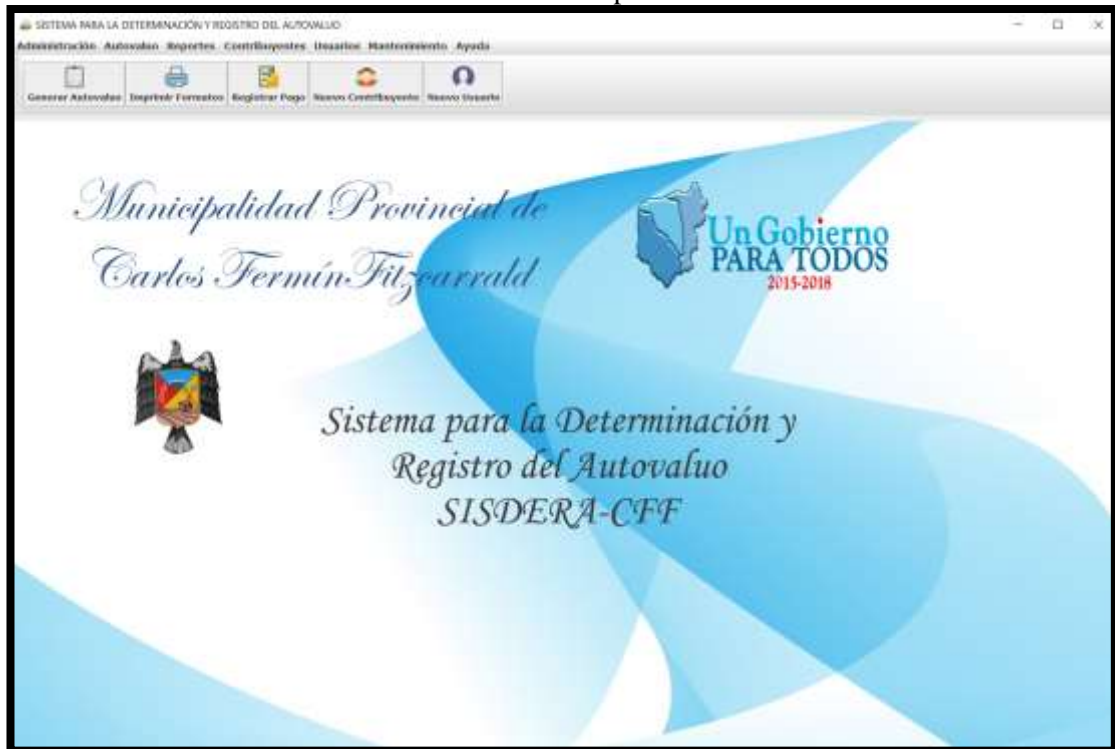 SISTEMA PARA LA DETERMINACIÓN Y REGISTRO DEL AUTOVALUO
Administración Autovaluo Reportes Contribuyentes Usuarios Mantenimiento Ayuda
Generar Autovaluo Imprimir Formatos Registrar Pago Nuevo Contribuyente Nuevo Usuario
Municipalidad Provincial de
Carlos Fermín Fitzcarrald
Un Gobierno
PARA TODOS
2015-2018
Sistema para la Determinación y
Registro del Autovaluo
SISDERA-CFF